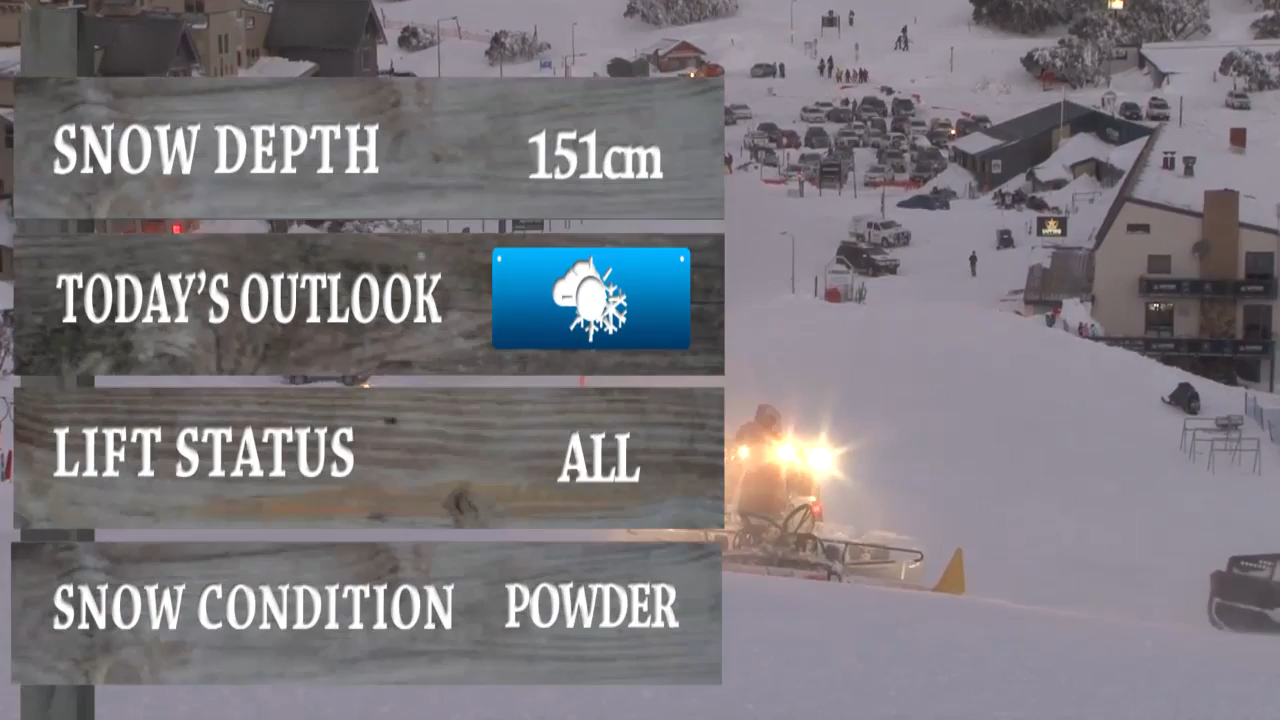 SNOW DEPTH 151cm
TODAY'S OUTLOOK
LIFT STATUS ALL
SNOW CONDITION POWDER